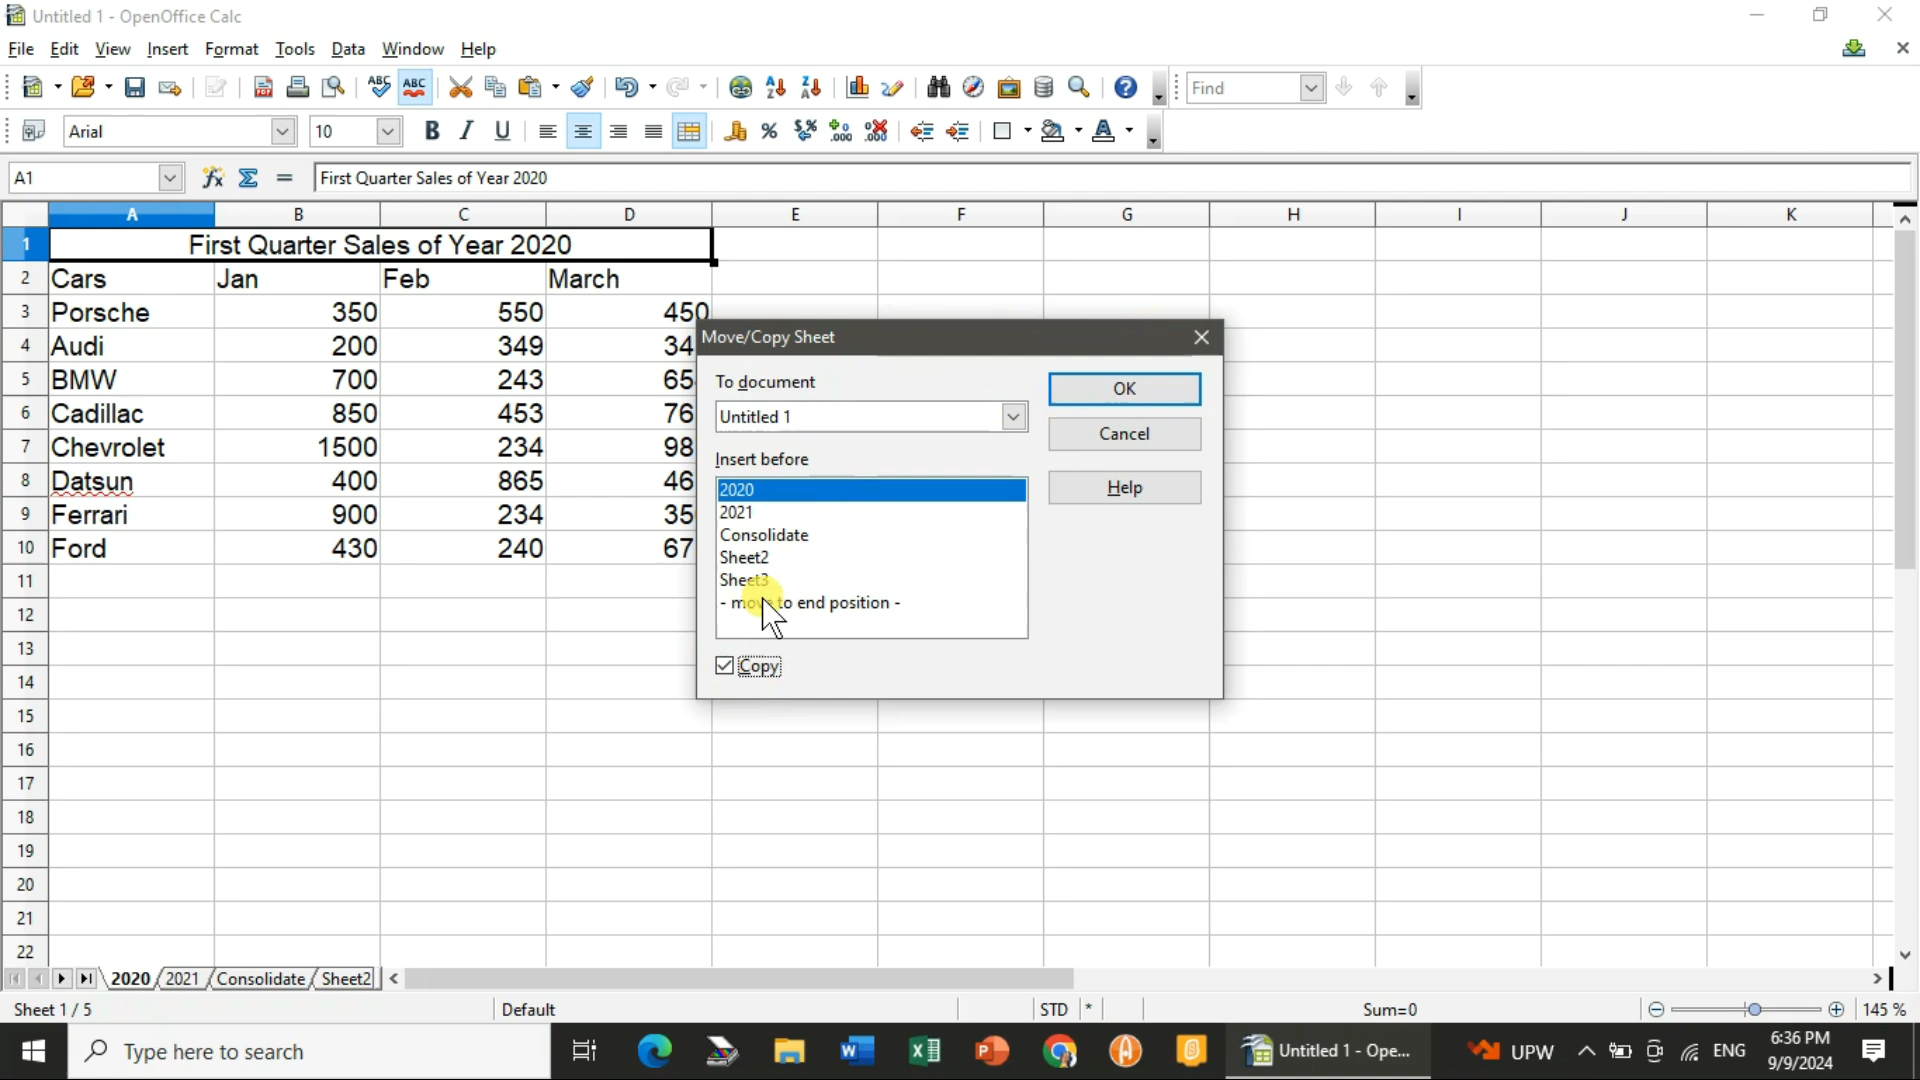 Untitled 1 - OpenOffice Calc
File Edit View Insert Format Tools Data Window Help
Find
Arial 10
A1 First Quarter Sales of Year 2020
A B C D E F G H I J K
1 First Quarter Sales of Year 2020
2 Cars Jan Feb March
3 Porsche 350 550 450
4 Audi 200 349 34
5 BMW 700 243 65
6 Cadillac 850 453 76
7 Chevrolet 1500 234 98
8 Datsun 400 865 46
9 Ferrari 900 234 35
10 Ford 430 240 67
11
12
13
14
15
16
17
18
19
20
21
22
Move/Copy Sheet
To document
Untitled 1
Insert before
2020
2021
Consolidate
Sheet2
Sheet3
- move to end position -
Copy
OK
Cancel
Help
2020 2021 Consolidate Sheet2
Sheet 1 / 5 Default STD * Sum=0 145 %
Type here to search
Untitled 1 - Ope...
UPW
ENG
6:36 PM
9/9/2024